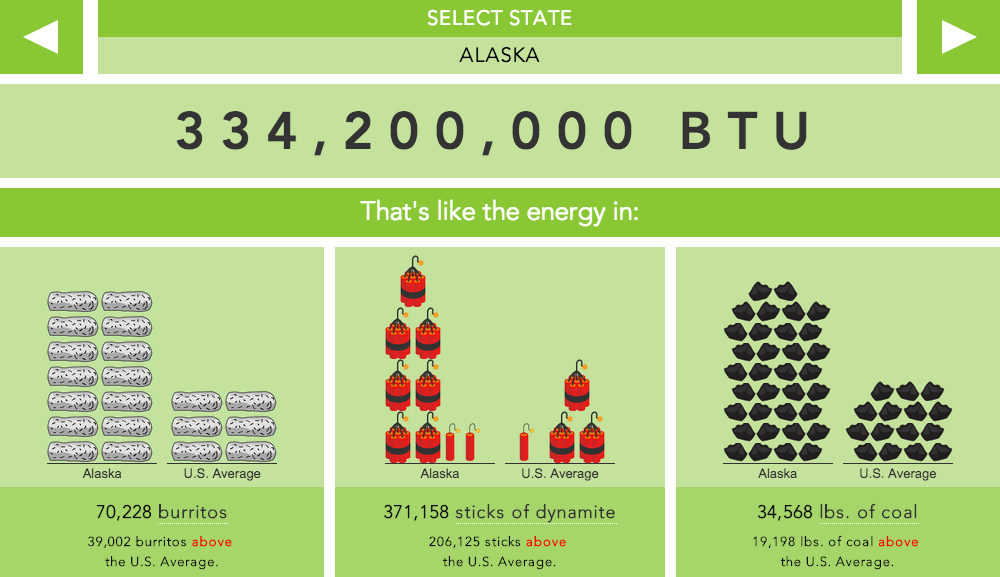 SELECT STATE
ALASKA
334,200,000 BTU
That's like the energy in:
Alaska
U.S. Average
Alaska
U.S. Average
Alaska
U.S. Average
70,228 burritos
39,002 burritos above
the U.S. Average.
371,158 sticks of dynamite
206,125 sticks above
the U.S. Average.
34,568 lbs. of coal
19,198 lbs. of coal above
the U.S. Average.